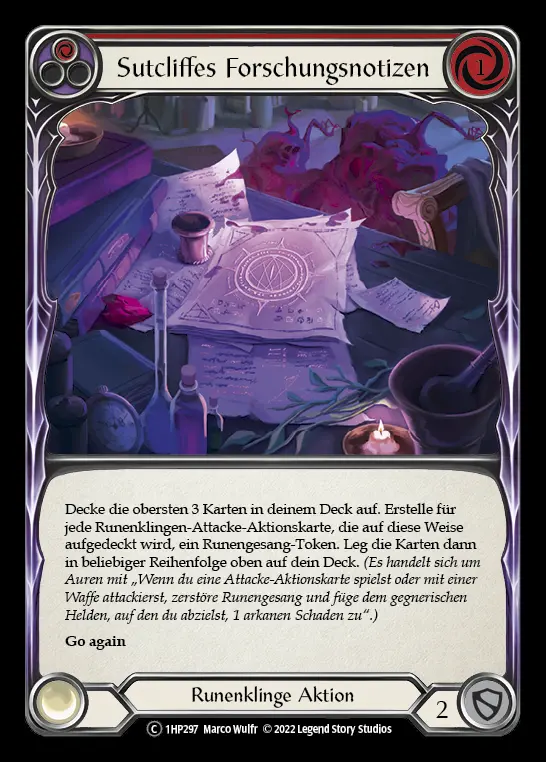 Sutcliffes Forschungsnotizen
1
Decke die obersten 3 Karten in deinem Deck auf. Erstelle für
jede Runenklingen-Attacke-Aktionskarte, die auf diese Weise
aufgedeckt wird, ein Runengesang-Token. Leg die Karten dann
in beliebiger Reihenfolge oben auf dein Deck. (Es handelt sich um
Auren mit „Wenn du eine Attacke-Aktionskarte spielst oder mit einer
Waffe attackierst, zerstöre Runengesang und füge dem gegnerischen
Helden, auf den du abzielst, 1 arkanen Schaden zu“.)
Go again
Runenklinge Aktion
2
C 1HP297 Marco Wulfr © 2022 Legend Story Studios